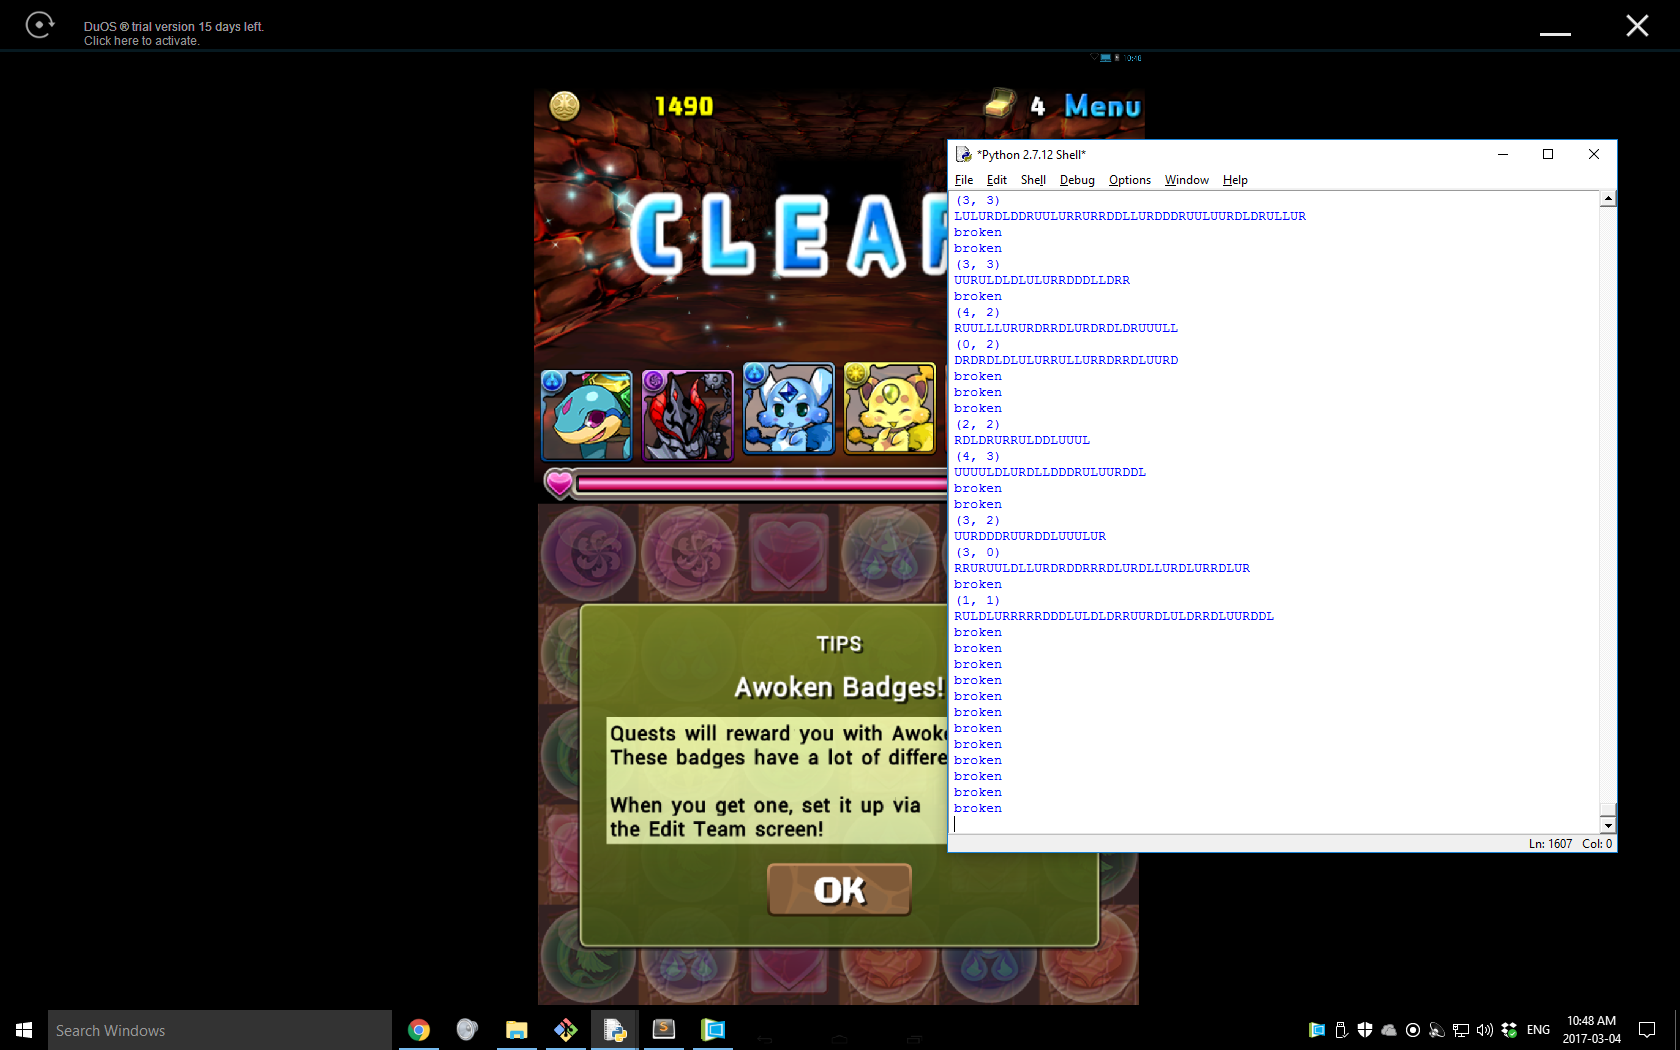 DuOS ® trial version 15 days left.
Click here to activate.
10:48
1490
4
Menu
CLEAR
*Python 2.7.12 Shell*
File Edit Shell Debug Options Window Help
(3, 3)
LULURDLDDRUULURRURRDDLLURDDDRUULUURDLDRULLUR
broken
broken
(3, 3)
UURULDLDLULURRDDDLLDRR
broken
(4, 2)
RUULLLURURDRRDLURDRDLDRUUULL
(0, 2)
DRDRDLDLULURRULLURRDRRDLUURD
broken
broken
broken
(2, 2)
RDLDRURRULDDLUUUL
(4, 3)
UUUULDLURDLLDDDRULUURDDL
broken
broken
(3, 2)
UURDDDRUURDDLUUULUR
(3, 0)
RRURUULDLLURDRDDRRRDLURDLLURDLURRDLUR
broken
(1, 1)
RULDLURRRRRDDDLULDLDRRUURDLULDRRDLUURDDL
broken
broken
broken
broken
broken
broken
broken
broken
broken
broken
broken
broken
Ln: 1607 Col: 0
TIPS
Awoken Badges!
Quests will reward you with Awoke
These badges have a lot of differe
When you get one, set it up via
the Edit Team screen!
OK
Search Windows
ENG
10:48 AM
2017-03-04